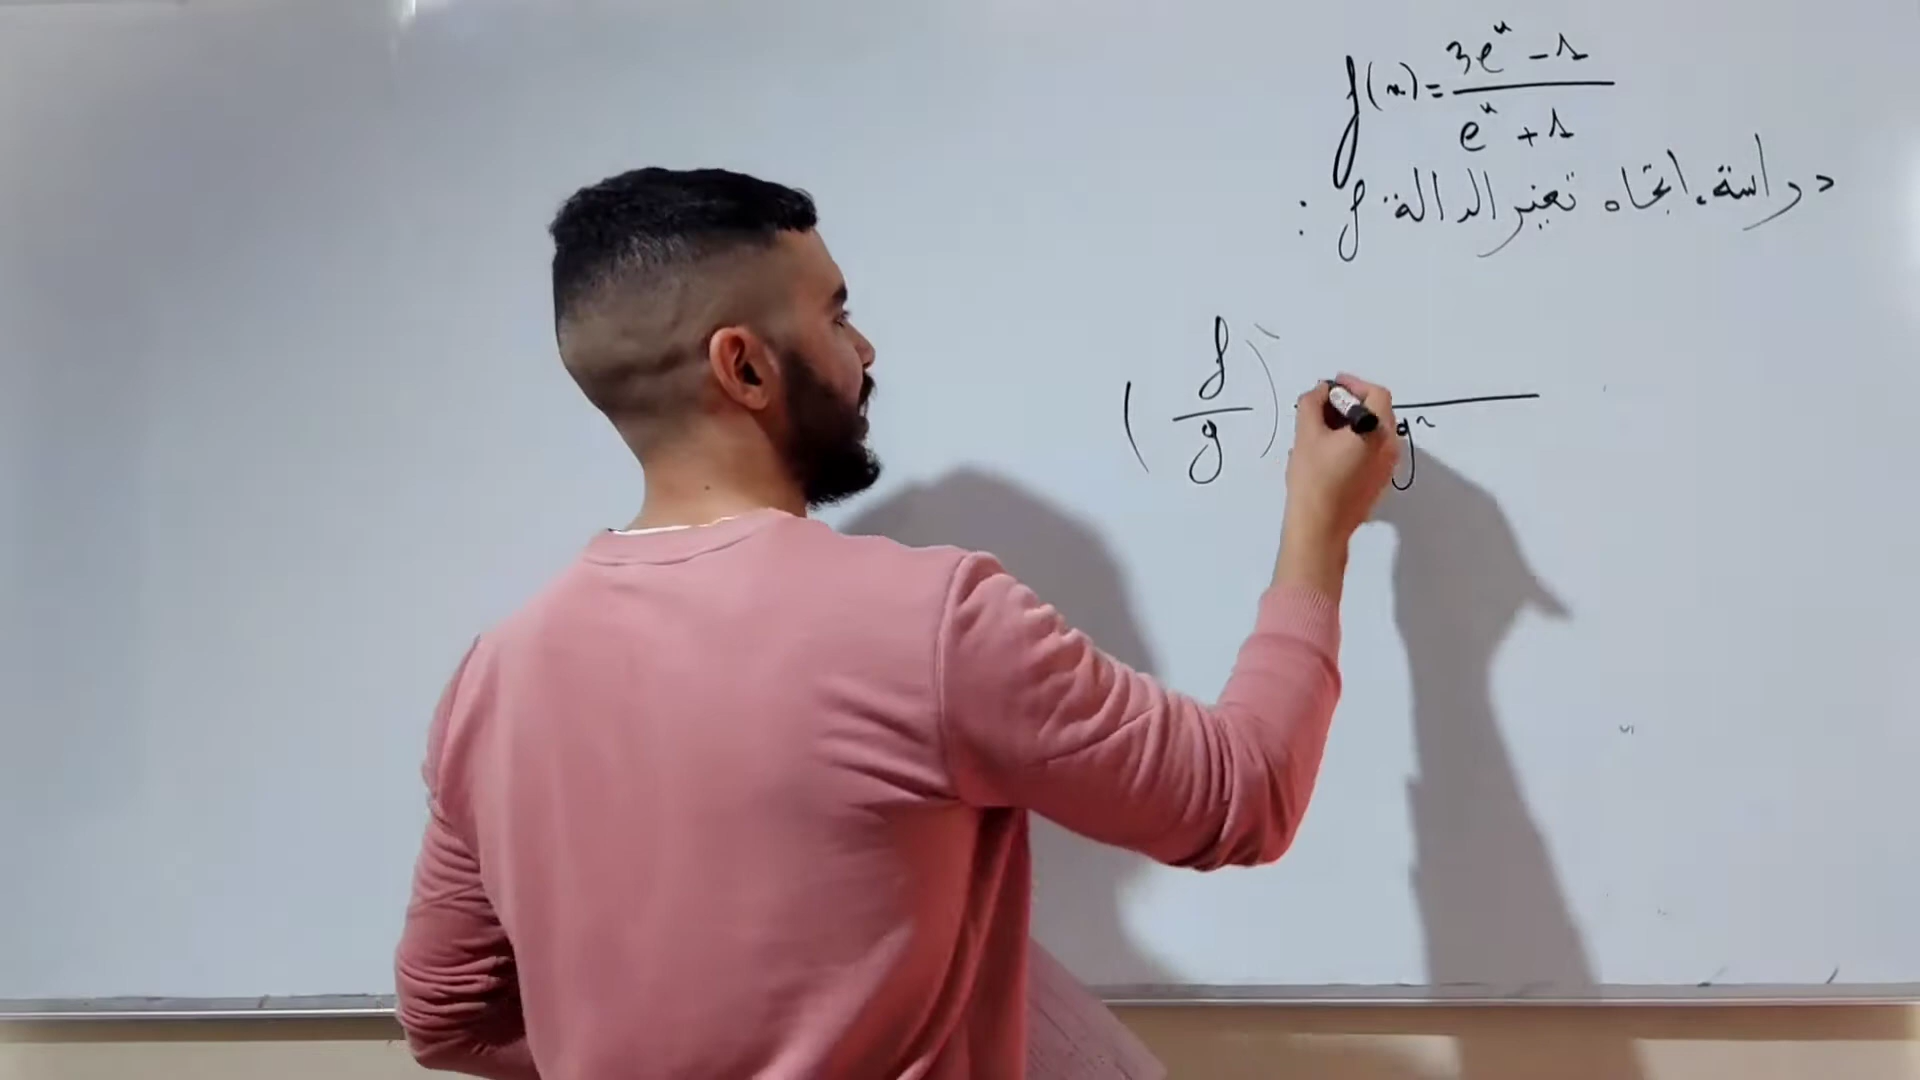 f(x) = (3e^x - 1) / (e^x + 1)
دراسة اتجاه تغير الدالة f :
(f / g)' = / g²